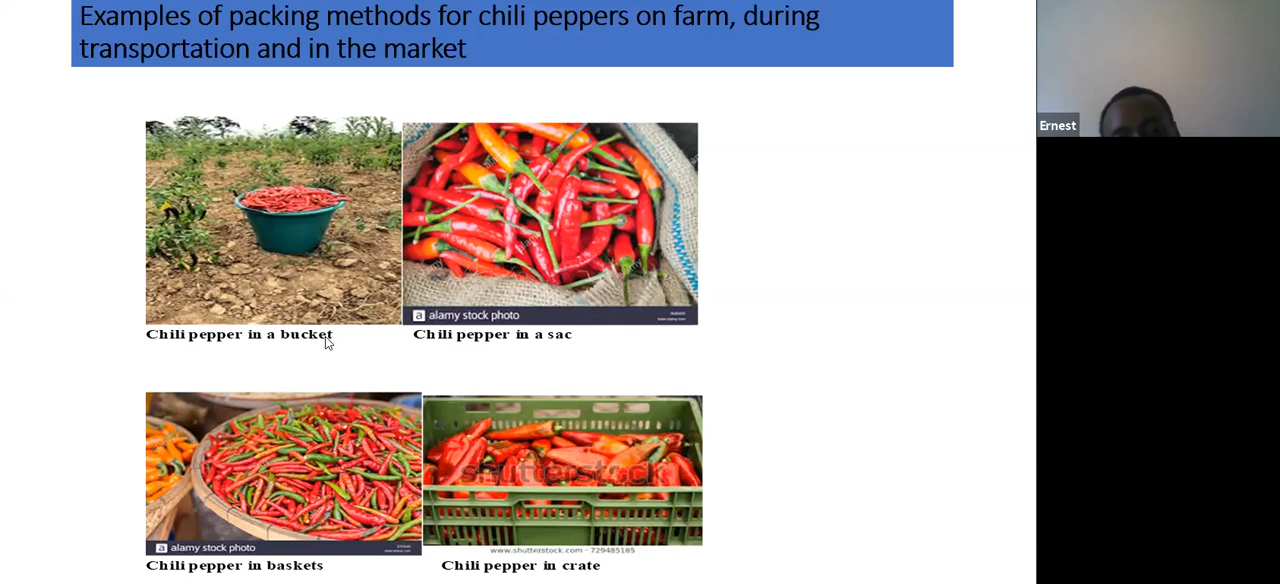 Examples of packing methods for chili peppers on farm, during
transportation and in the market
Ernest
alamy stock photo
Chili pepper in a bucket
Chili pepper in a sac
shutterstock
alamy stock photo
www.shutterstock.com · 729485185
Chili pepper in baskets
Chili pepper in crate